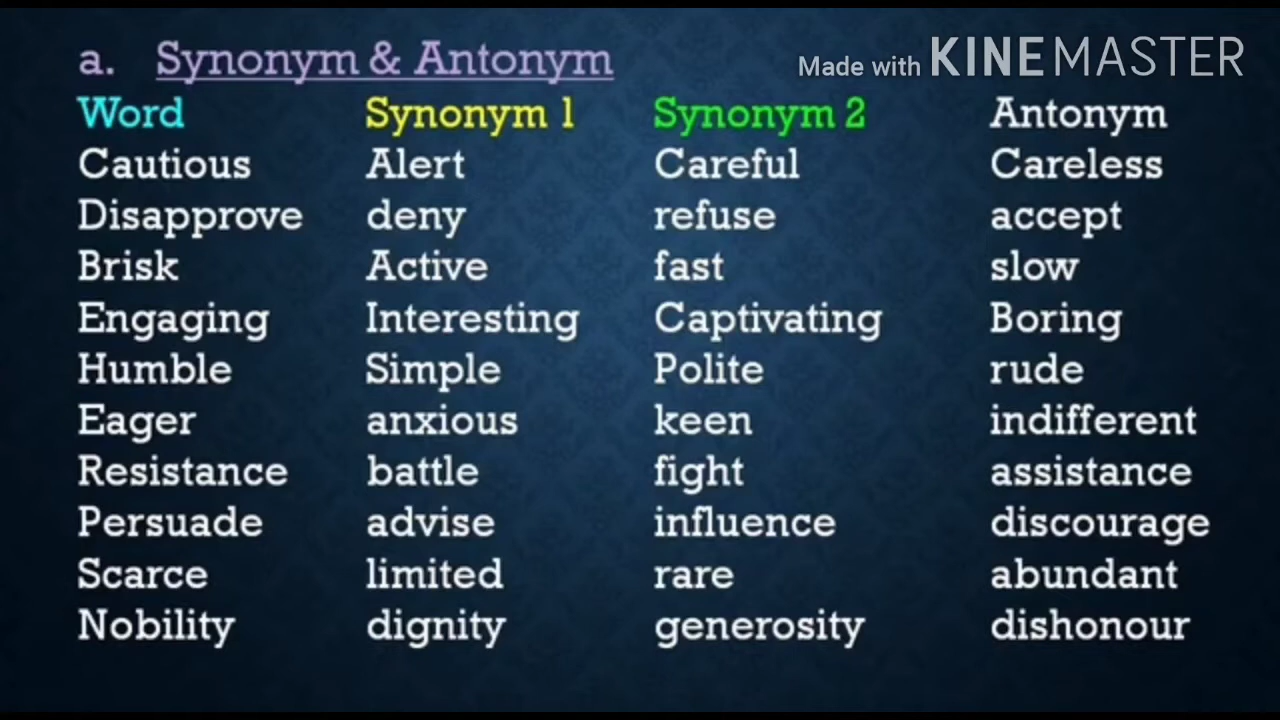 a. Synonym & Antonym
Made with KINEMASTER
Word Synonym 1 Synonym 2 Antonym
Cautious Alert Careful Careless
Disapprove deny refuse accept
Brisk Active fast slow
Engaging Interesting Captivating Boring
Humble Simple Polite rude
Eager anxious keen indifferent
Resistance battle fight assistance
Persuade advise influence discourage
Scarce limited rare abundant
Nobility dignity generosity dishonour